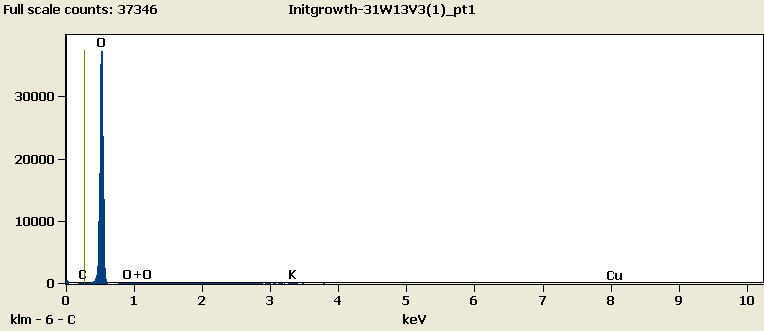 Full scale counts: 37346 Initgrowth-31W13V3(1)_pt1
O
30000
20000
10000
C O+O K Cu
0
0 1 2 3 4 5 6 7 8 9 10
klm - 6 - C keV